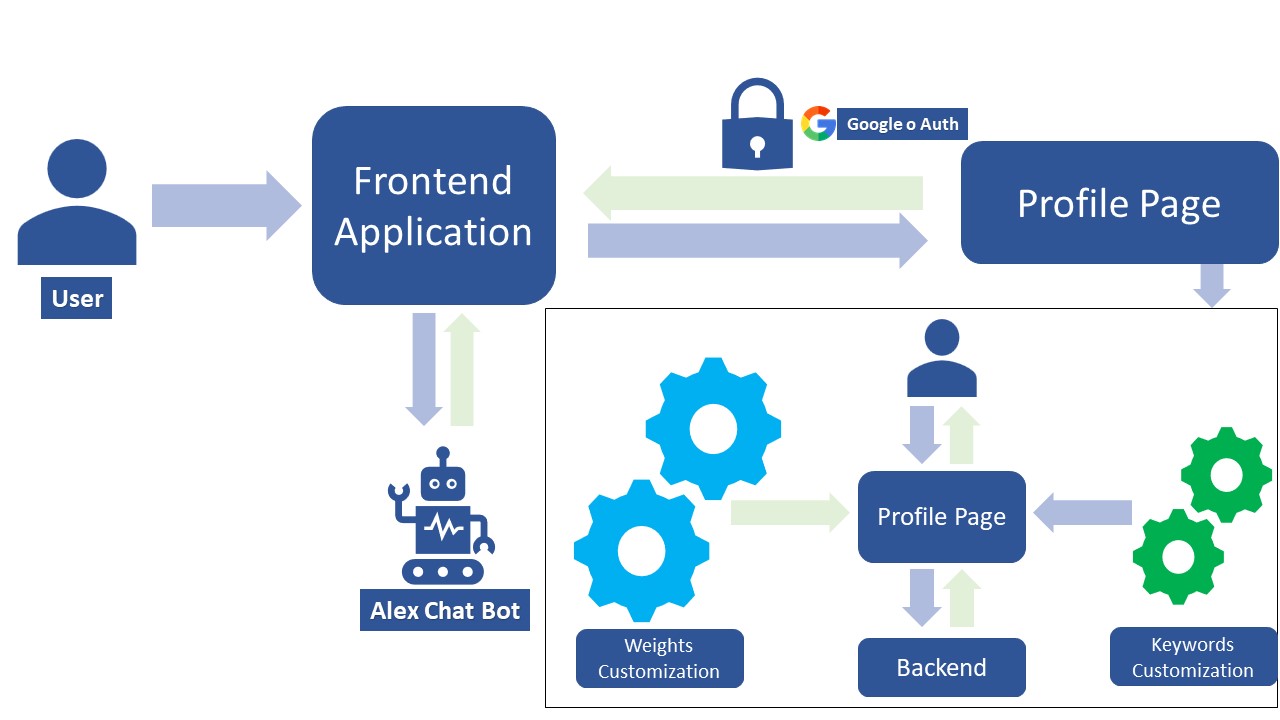 Google o Auth
Frontend
Application
Profile Page
User
Profile Page
Alex Chat Bot
Weights
Customization
Backend
Keywords
Customization